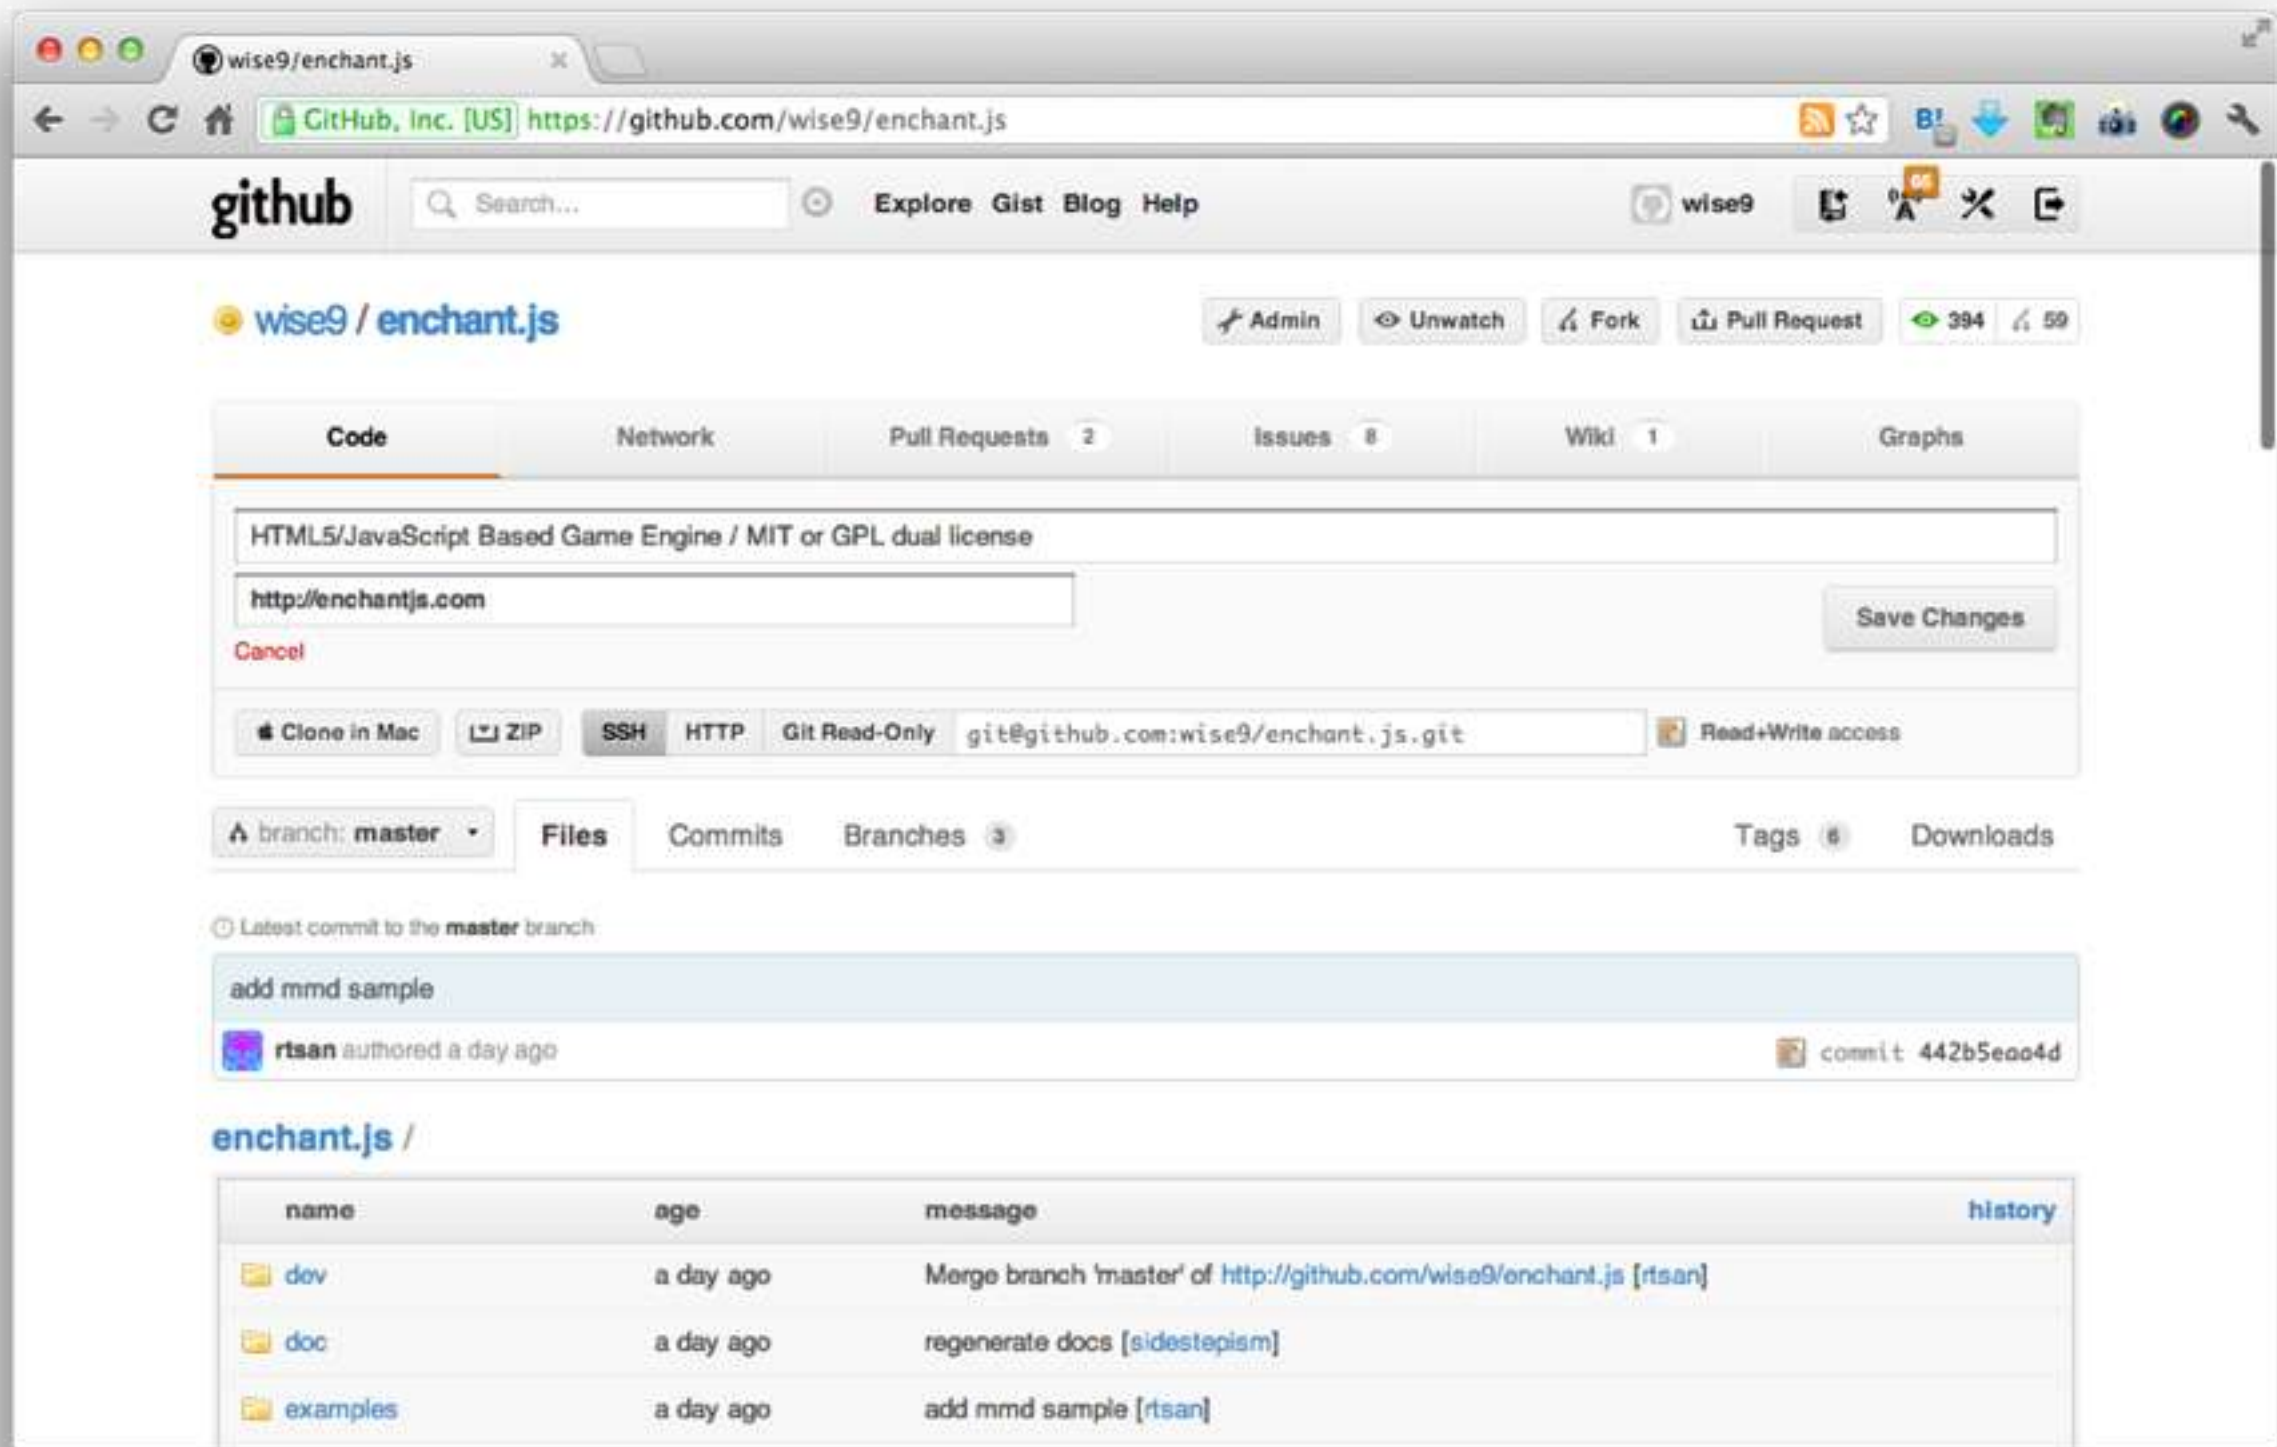 wise9/enchant.js
GitHub, Inc. [US] https://github.com/wise9/enchant.js
B!
github Search... Explore Gist Blog Help wise9
wise9 / enchant.js Admin Unwatch Fork Pull Request 394 59
Code Network Pull Requests 2 Issues 8 Wiki 1 Graphs
HTML5/JavaScript Based Game Engine / MIT or GPL dual license
http://enchantjs.com
Save Changes
Cancel
Clone in Mac ZIP SSH HTTP Git Read-Only git@github.com:wise9/enchant.js.git Read+Write access
branch: master Files Commits Branches 3 Tags 6 Downloads
Latest commit to the master branch
add mmd sample
rtsan authored a day ago commit 442b5eaa4d
enchant.js /
name age message history
dev a day ago Merge branch 'master' of http://github.com/wise9/enchant.js [rtsan]
doc a day ago regenerate docs [sidestepism]
examples a day ago add mmd sample [rtsan]